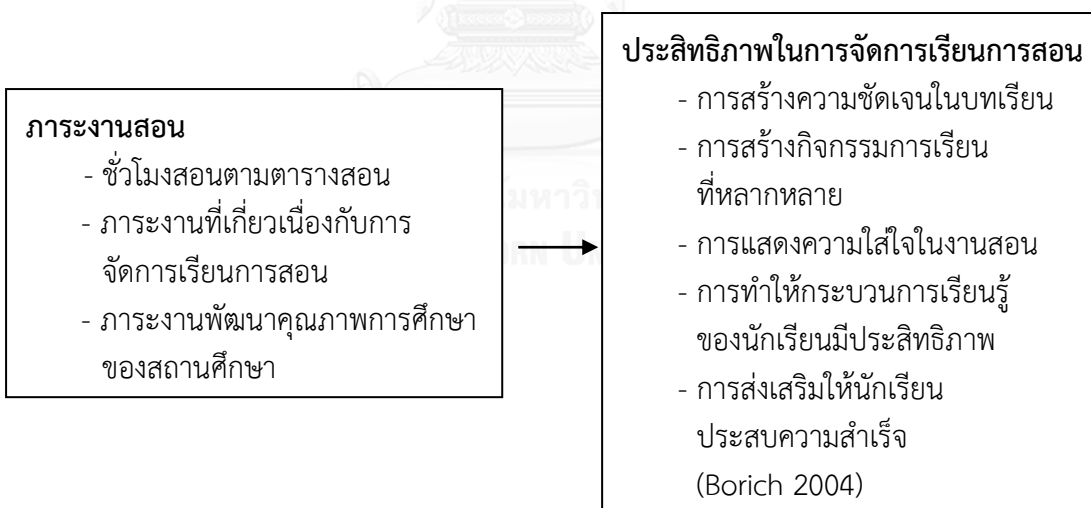 ภาระงานสอน
- ชั่วโมงสอนตามตารางสอน
- ภาระงานที่เกี่ยวเนื่องกับการ
จัดการเรียนการสอน
- ภาระงานพัฒนาคุณภาพการศึกษา
ของสถานศึกษา
ประสิทธิภาพในการจัดการเรียนการสอน
- การสร้างความชัดเจนในบทเรียน
- การสร้างกิจกรรมการเรียน
ที่หลากหลาย
- การแสดงความใส่ใจในงานสอน
- การทำให้กระบวนการเรียนรู้
ของนักเรียนมีประสิทธิภาพ
- การส่งเสริมให้นักเรียน
ประสบความสำเร็จ
(Borich 2004)